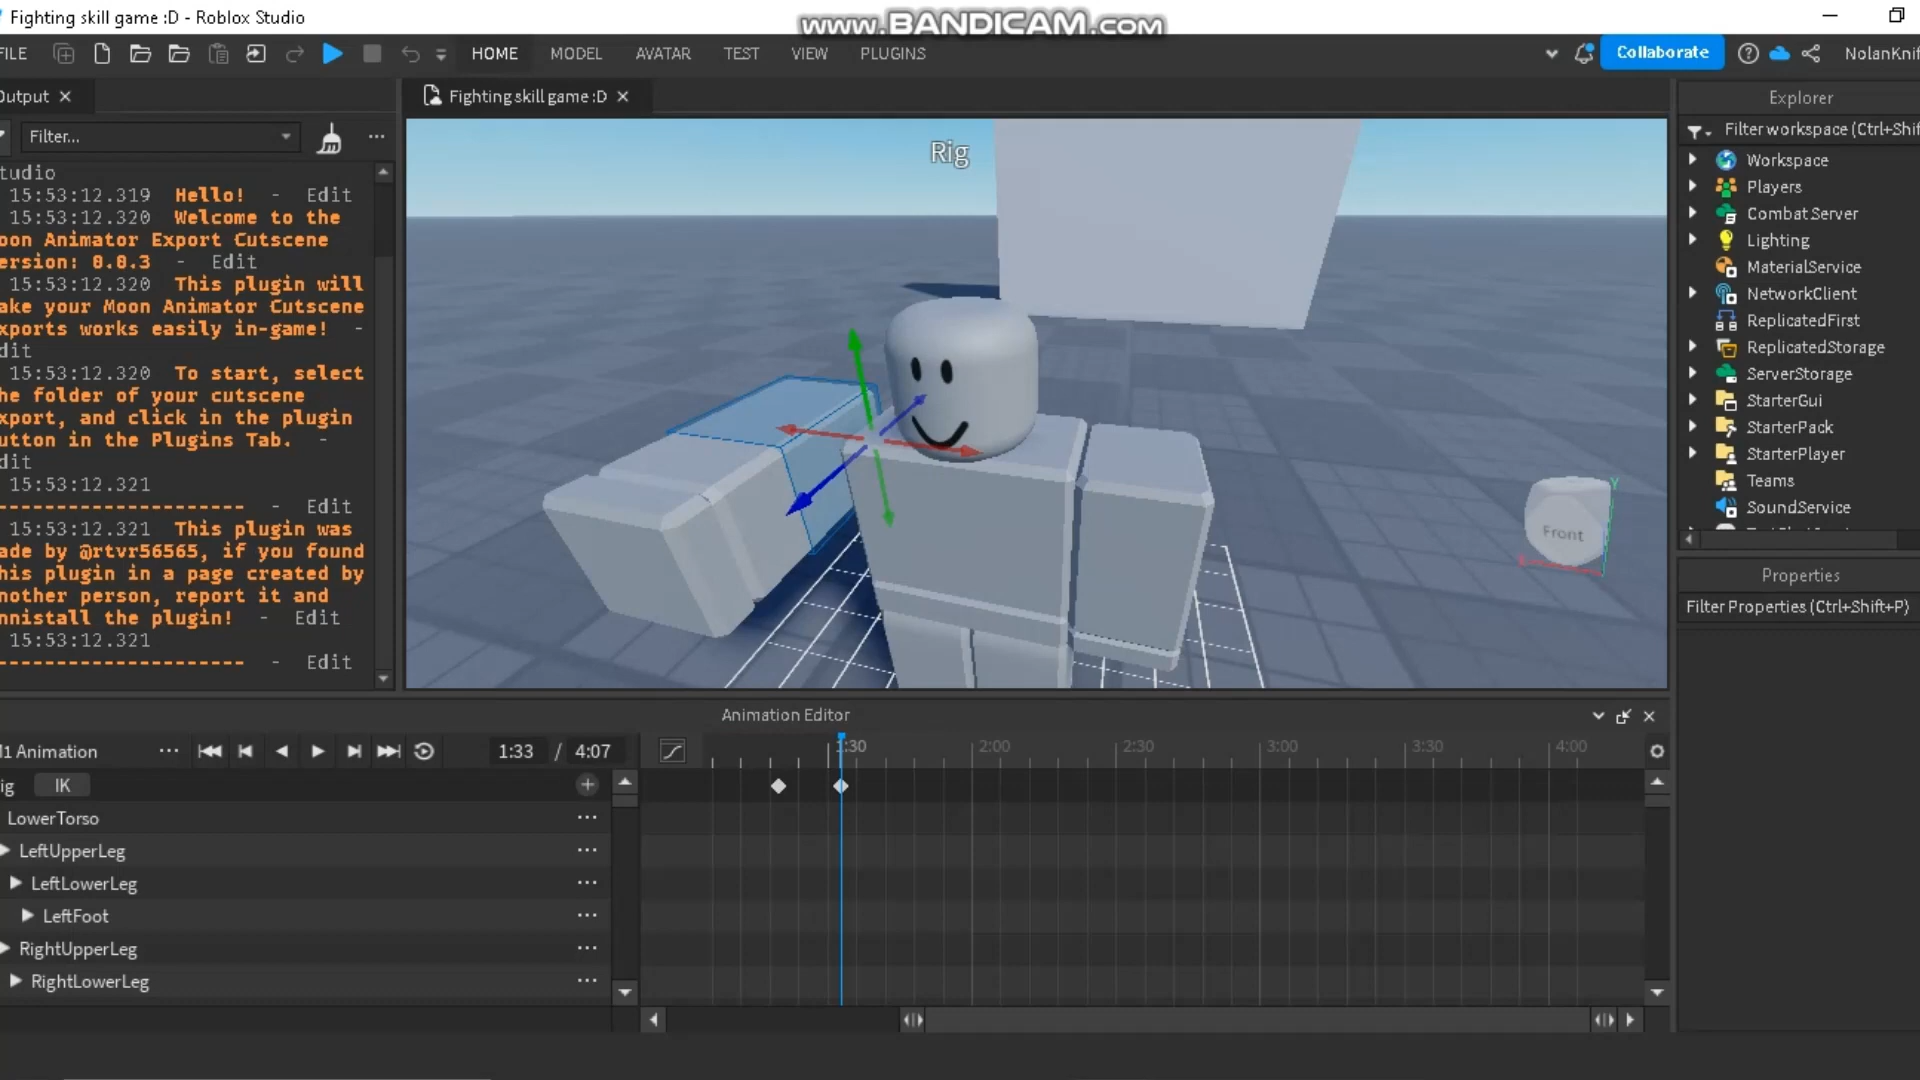 Fighting skill game :D - Roblox Studio
www.BANDICAM.com
FILE
HOME
MODEL
AVATAR
TEST
VIEW
PLUGINS
Collaborate
NolanKnif
Output
Fighting skill game :D
Explorer
Filter...
Filter workspace (Ctrl+Shif
tudio
15:53:12.319 Hello! - Edit
15:53:12.320 Welcome to the
oon Animator Export Cutscene
ersion: 0.0.3 - Edit
15:53:12.320 This plugin will
ake your Moon Animator Cutscene
xports works easily in-game! -
dit
15:53:12.320 To start, select
he folder of your cutscene
xport, and click in the plugin
utton in the Plugins Tab. -
dit
15:53:12.321
---------------------- - Edit
15:53:12.321 This plugin was
ade by @rtvr56565, if you found
his plugin in a page created by
nother person, report it and
nnistall the plugin! - Edit
15:53:12.321
---------------------- - Edit
Rig
Front
Y
Workspace
Players
CombatServer
Lighting
MaterialService
NetworkClient
ReplicatedFirst
ReplicatedStorage
ServerStorage
StarterGui
StarterPack
StarterPlayer
Teams
SoundService
Properties
Filter Properties (Ctrl+Shift+P)
Animation Editor
M1 Animation
1:33 / 4:07
1:30
2:00
2:30
3:00
3:30
4:00
ig
IK
LowerTorso
LeftUpperLeg
LeftLowerLeg
LeftFoot
RightUpperLeg
RightLowerLeg